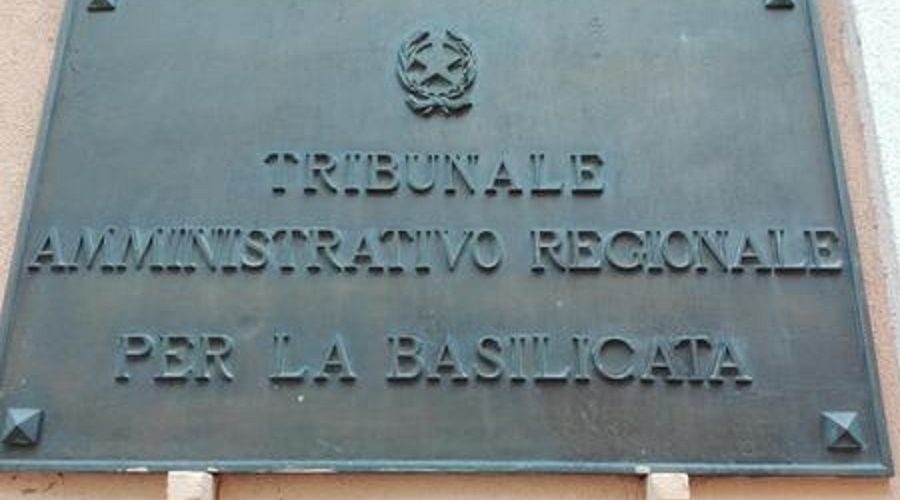 TRIBUNALE
AMMINISTRATIVO REGIONALE
PER LA BASILICATA